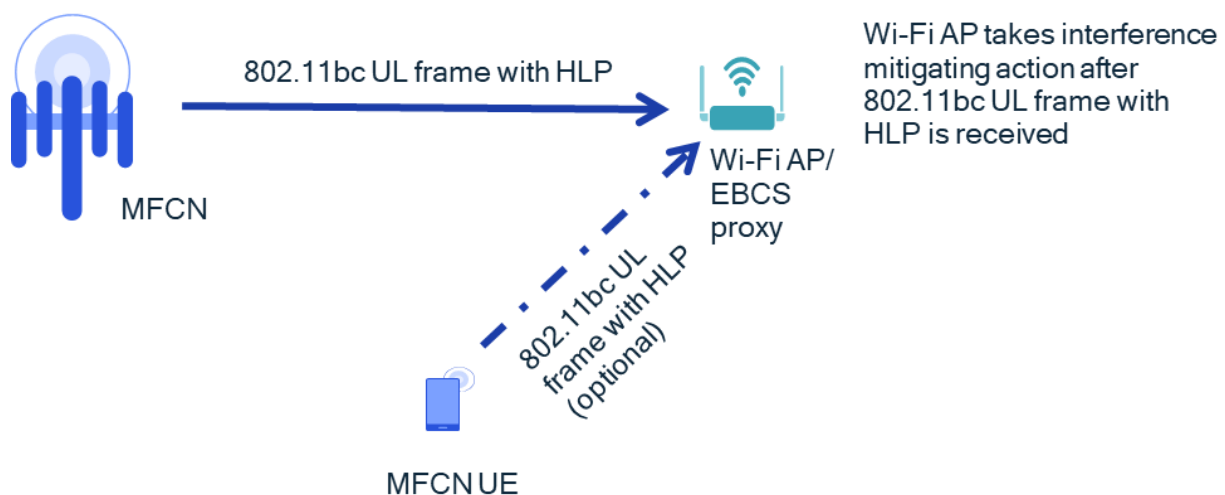 802.11bc UL frame with HLP
Wi-Fi AP takes interference
mitigating action after
802.11bc UL frame with
HLP is received
MFCN
Wi-Fi AP/
EBCS
proxy
802.11bc UL
frame with HLP
(optional)
MFCN UE